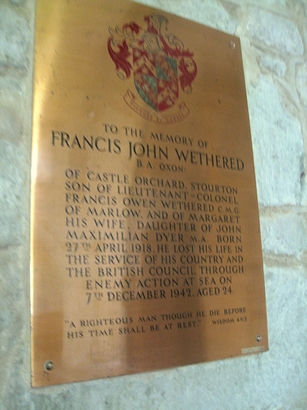 TO THE MEMORY OF
FRANCIS JOHN WETHERED
B.A. OXON:
OF CASTLE ORCHARD, STOURTON
SON OF LIEUTENANT-COLONEL
FRANCIS OWEN WETHERED C.M.G.
OF MARLOW, AND OF MARGARET
HIS WIFE, DAUGHTER OF JOHN
MAXIMILIAN DYER M.A. BORN
27TH APRIL 1918. HE LOST HIS LIFE IN
THE SERVICE OF HIS COUNTRY AND
THE BRITISH COUNCIL THROUGH
ENEMY ACTION AT SEA ON
7TH DECEMBER 1942, AGED 24.
"A RIGHTEOUS MAN THOUGH HE DIE BEFORE
HIS TIME SHALL BE AT REST" WISDOM